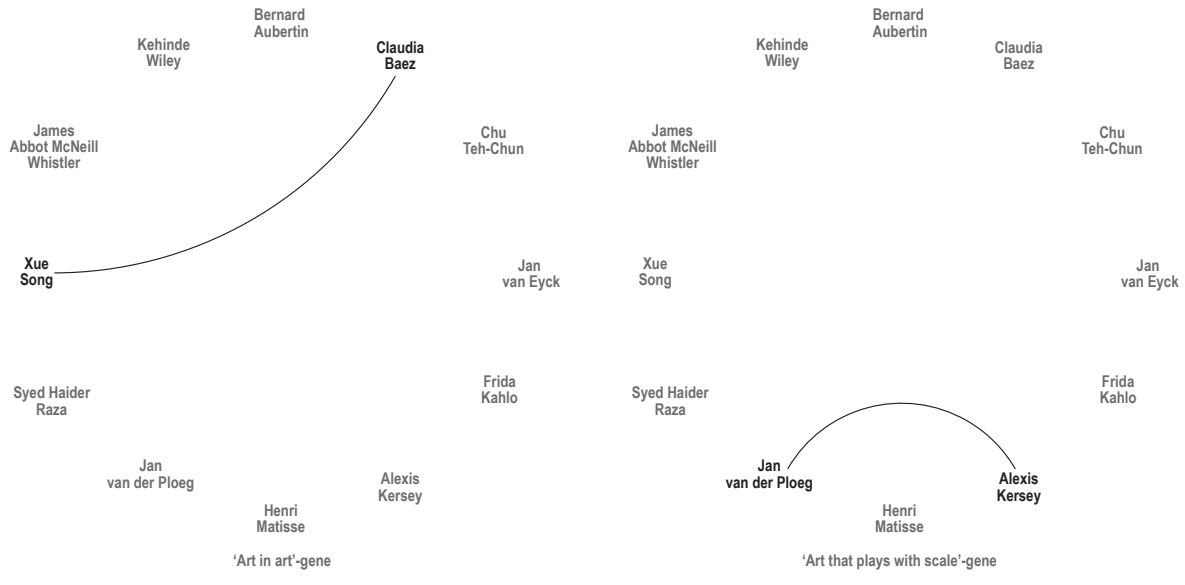 Bernard
Aubertin
Kehinde
Wiley
Claudia
Baez
James
Abbot McNeill
Whistler
Chu
Teh-Chun
Xue
Song
Jan
van Eyck
Syed Haider
Raza
Frida
Kahlo
Jan
van der Ploeg
Alexis
Kersey
Henri
Matisse
'Art in art'-gene
Bernard
Aubertin
Kehinde
Wiley
Claudia
Baez
James
Abbot McNeill
Whistler
Chu
Teh-Chun
Xue
Song
Jan
van Eyck
Syed Haider
Raza
Frida
Kahlo
Jan
van der Ploeg
Alexis
Kersey
Henri
Matisse
'Art that plays with scale'-gene